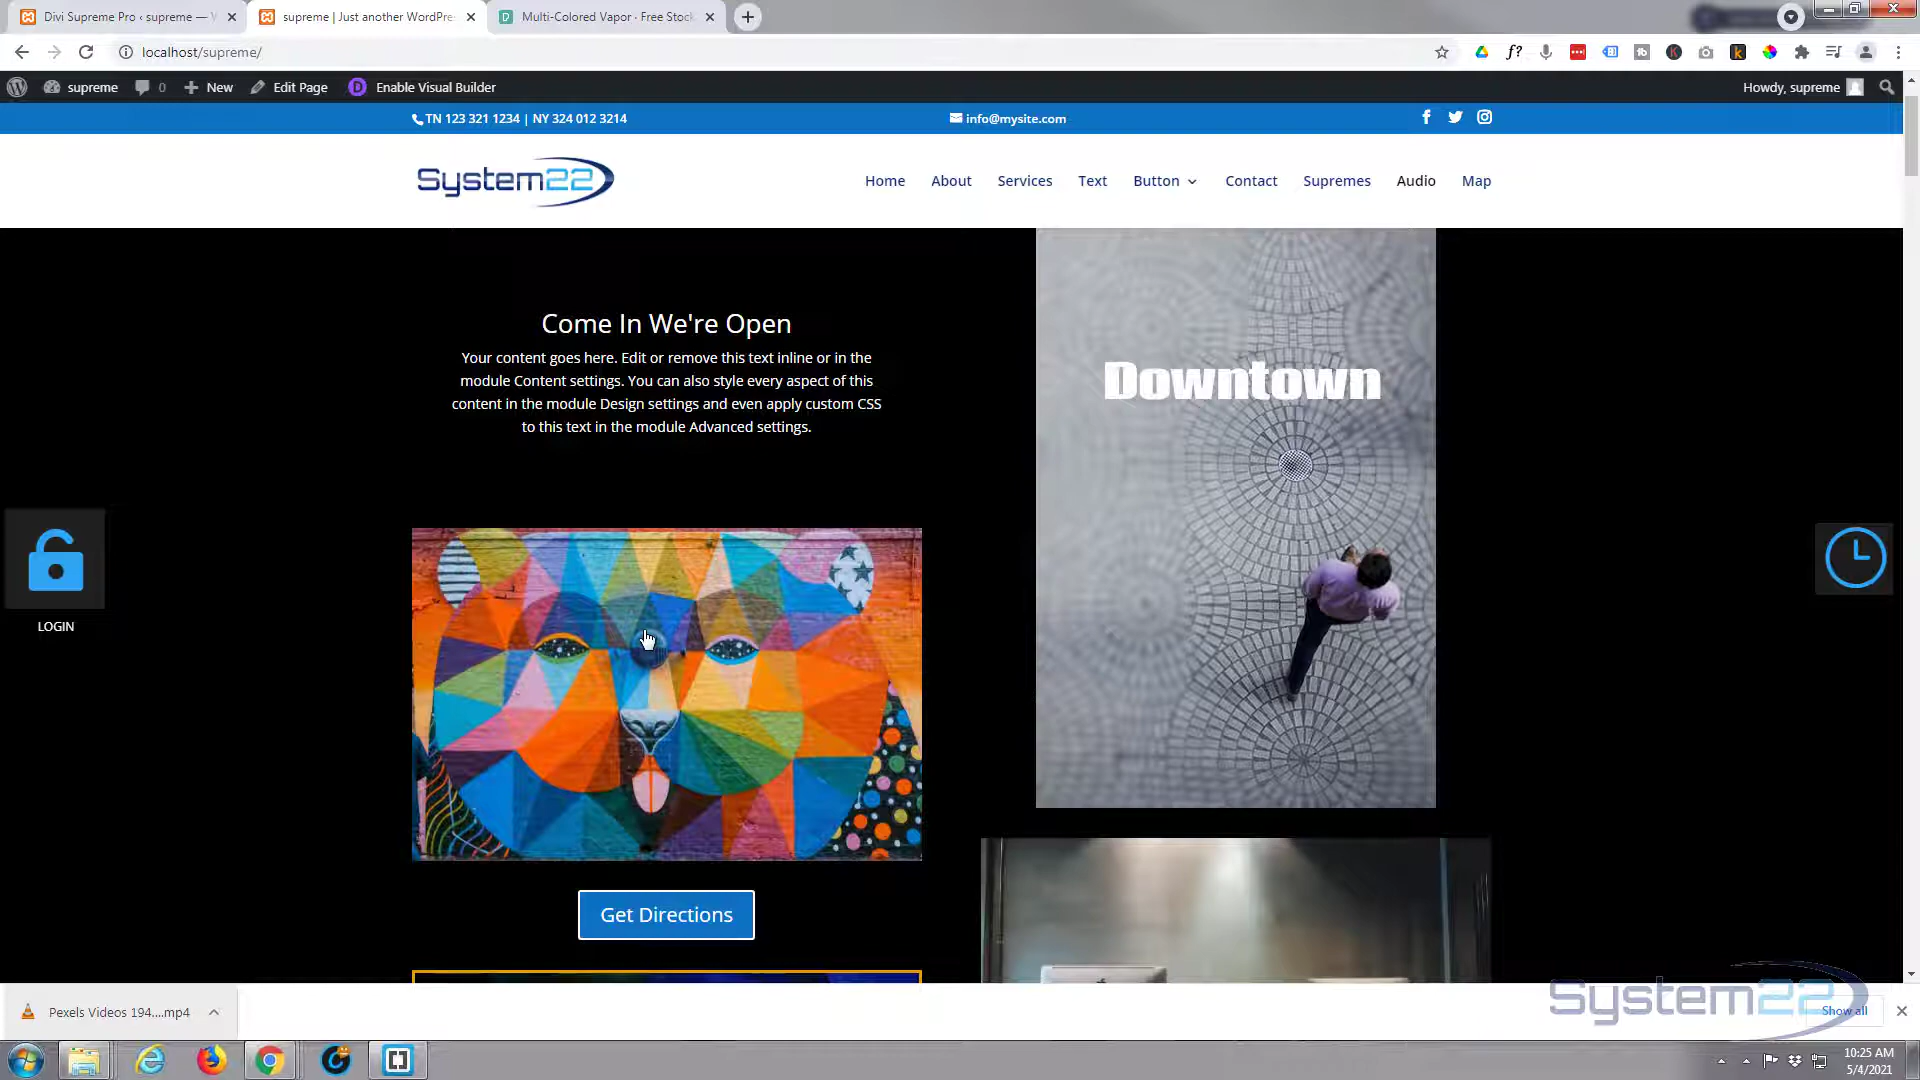 Divi Supreme Pro ‹ supreme — W
supreme | Just another WordPres
Multi-Colored Vapor · Free Stock
localhost/supreme/
supreme 0 New Edit Page Enable Visual Builder
Howdy, supreme
TN 123 321 1234 | NY 324 012 3214
info@mysite.com
System22
Home About Services Text Button Contact Supremes Audio Map
Come In We're Open
Your content goes here. Edit or remove this text inline or in the
module Content settings. You can also style every aspect of this
content in the module Design settings and even apply custom CSS
to this text in the module Advanced settings.
Downtown
LOGIN
Get Directions
Pexels Videos 194....mp4
System22
Show all
10:25 AM
5/4/2021